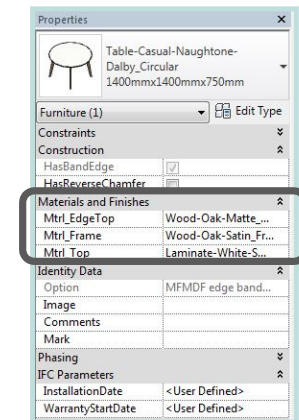 Properties
Table-Casual-Naughtone-
Dalby_Circular
1400mmx1400mmx750mm
Furniture (1) Edit Type
Constraints
Construction
HasBandEdge
HasReverseChamfer
Materials and Finishes
Mtrl_EdgeTop Wood-Oak-Matte_...
Mtrl_Frame Wood-Oak-Satin_Fr...
Mtrl_Top Laminate-White-S...
Identity Data
Option MFMDF edge band...
Image
Comments
Mark
Phasing
IFC Parameters
InstallationDate <User Defined>
WarrantyStartDate <User Defined>